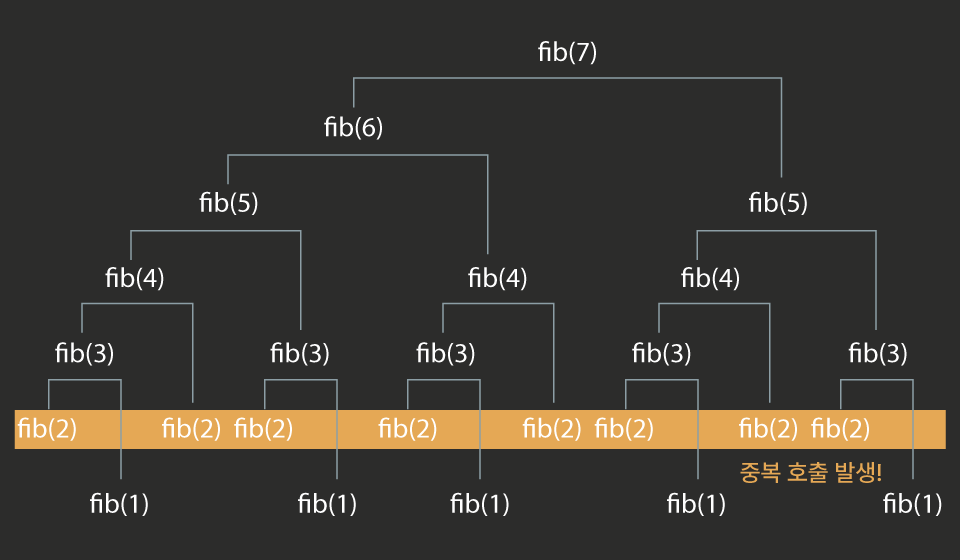 fib(7)
fib(6)
fib(5) fib(5)
fib(4) fib(4) fib(4)
fib(3) fib(3) fib(3) fib(3) fib(3)
fib(2) fib(2) fib(2) fib(2) fib(2) fib(2) fib(2) fib(2)
중복 호출 발생!
fib(1) fib(1) fib(1) fib(1) fib(1)